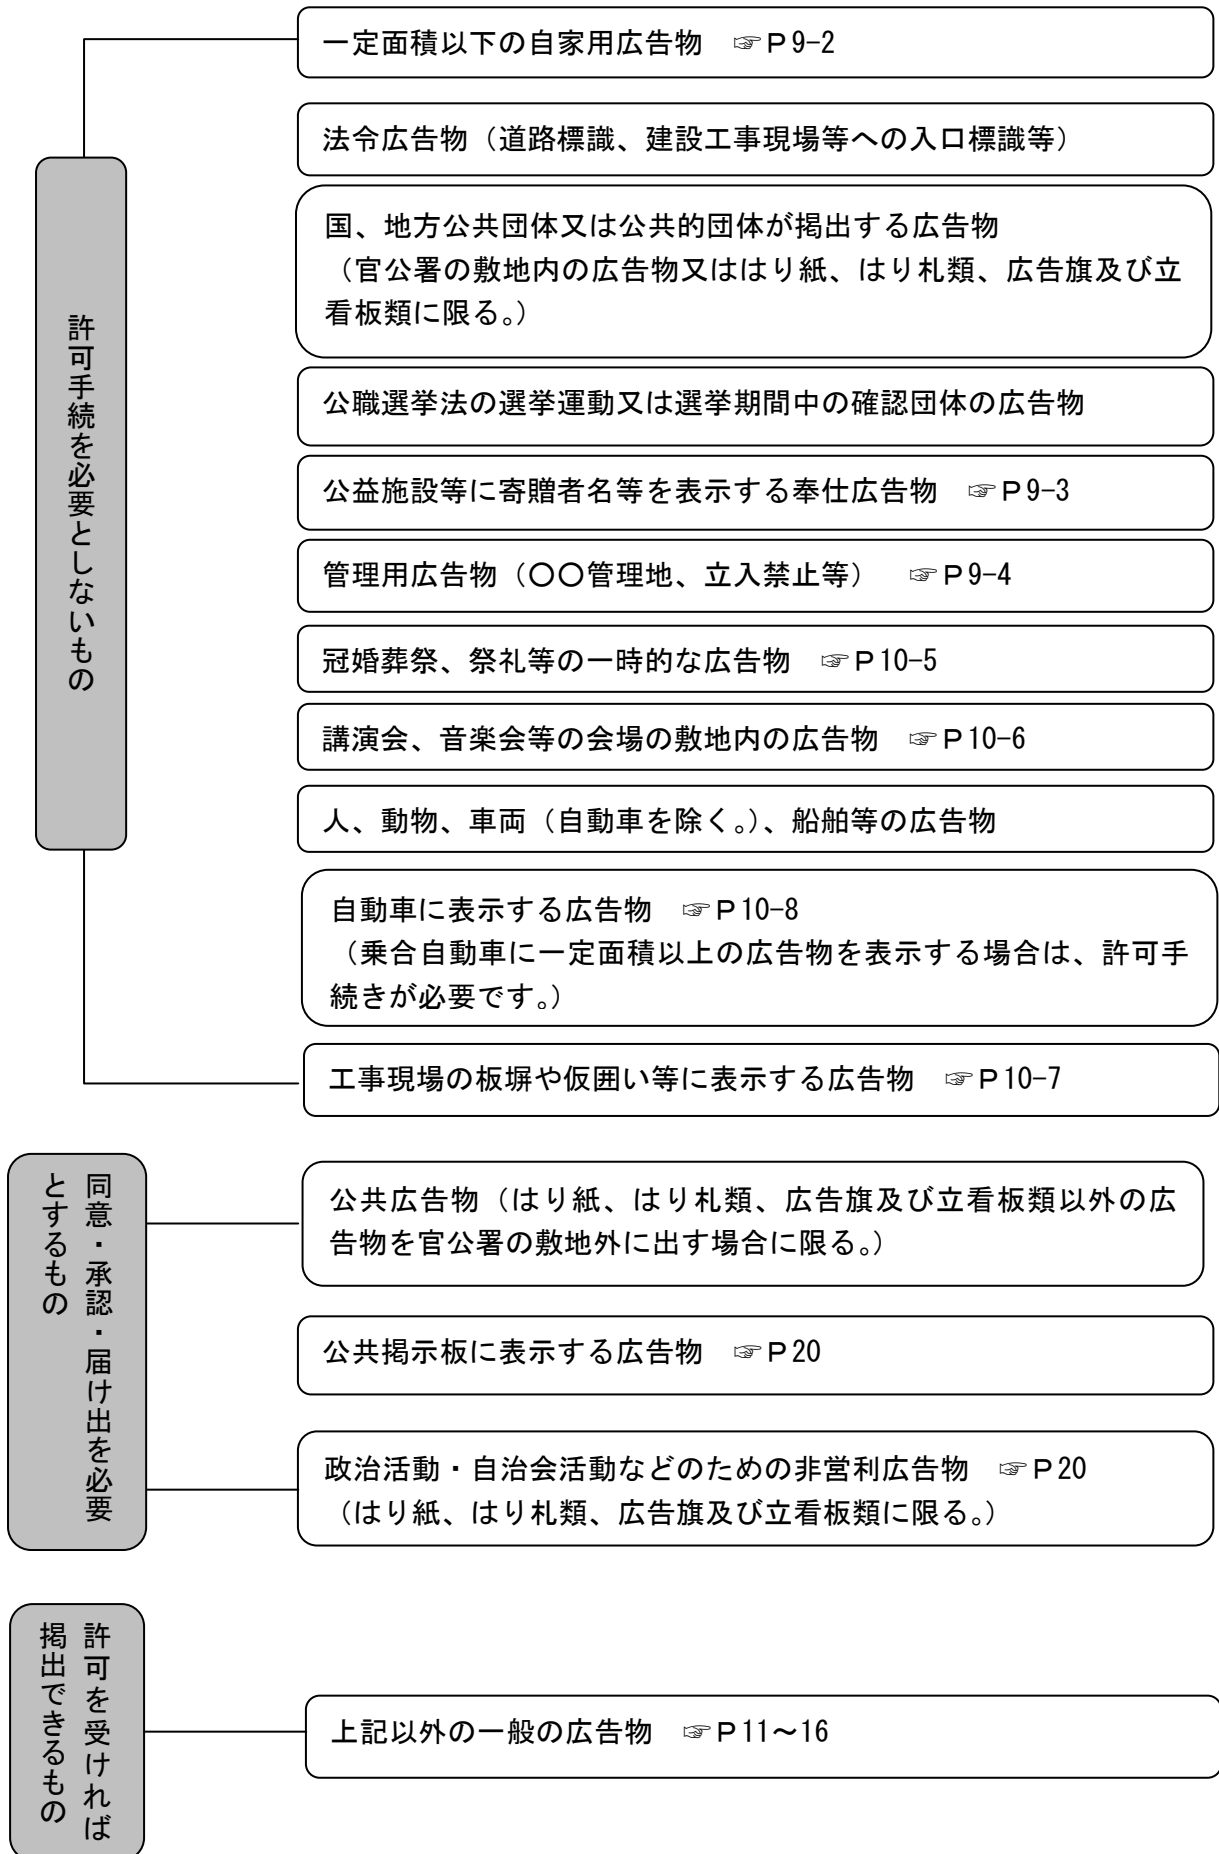 一定面積以下の自家用広告物　☞Ｐ9-2
法令広告物（道路標識、建設工事現場等への入口標識等）
国、地方公共団体又は公共的団体が掲出する広告物
（官公署の敷地内の広告物又ははり紙、はり札類、広告旗及び立
看板類に限る。）
許可手続を必要としないもの
公職選挙法の選挙運動又は選挙期間中の確認団体の広告物
公益施設等に寄贈者名等を表示する奉仕広告物　☞Ｐ9-3
管理用広告物（〇〇管理地、立入禁止等）　☞Ｐ9-4
冠婚葬祭、祭礼等の一時的な広告物　☞Ｐ10-5
講演会、音楽会等の会場の敷地内の広告物　☞Ｐ10-6
人、動物、車両（自動車を除く。）、船舶等の広告物
自動車に表示する広告物　☞Ｐ10-8
（乗合自動車に一定面積以上の広告物を表示する場合は、許可手
続きが必要です。）
工事現場の板塀や仮囲い等に表示する広告物　☞Ｐ10-7
同意・承認・届け出を必要
とするもの
公共広告物（はり紙、はり札類、広告旗及び立看板類以外の広
告物を官公署の敷地外に出す場合に限る。）
公共掲示板に表示する広告物　☞Ｐ20
政治活動・自治会活動などのための非営利広告物　☞Ｐ20
（はり紙、はり札類、広告旗及び立看板類に限る。）
許可を受ければ
掲出できるもの
上記以外の一般の広告物　☞Ｐ11～16